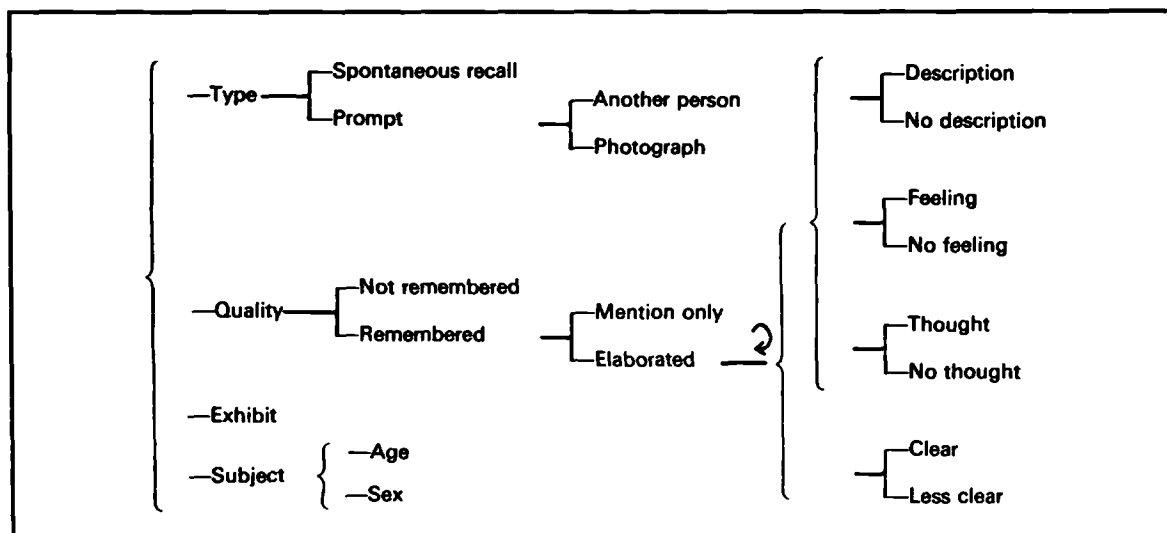 Type
Spontaneous recall
Prompt
Another person
Photograph
Description
No description
Feeling
No feeling
Quality
Not remembered
Remembered
Mention only
Elaborated
Thought
No thought
Exhibit
Subject
Age
Sex
Clear
Less clear